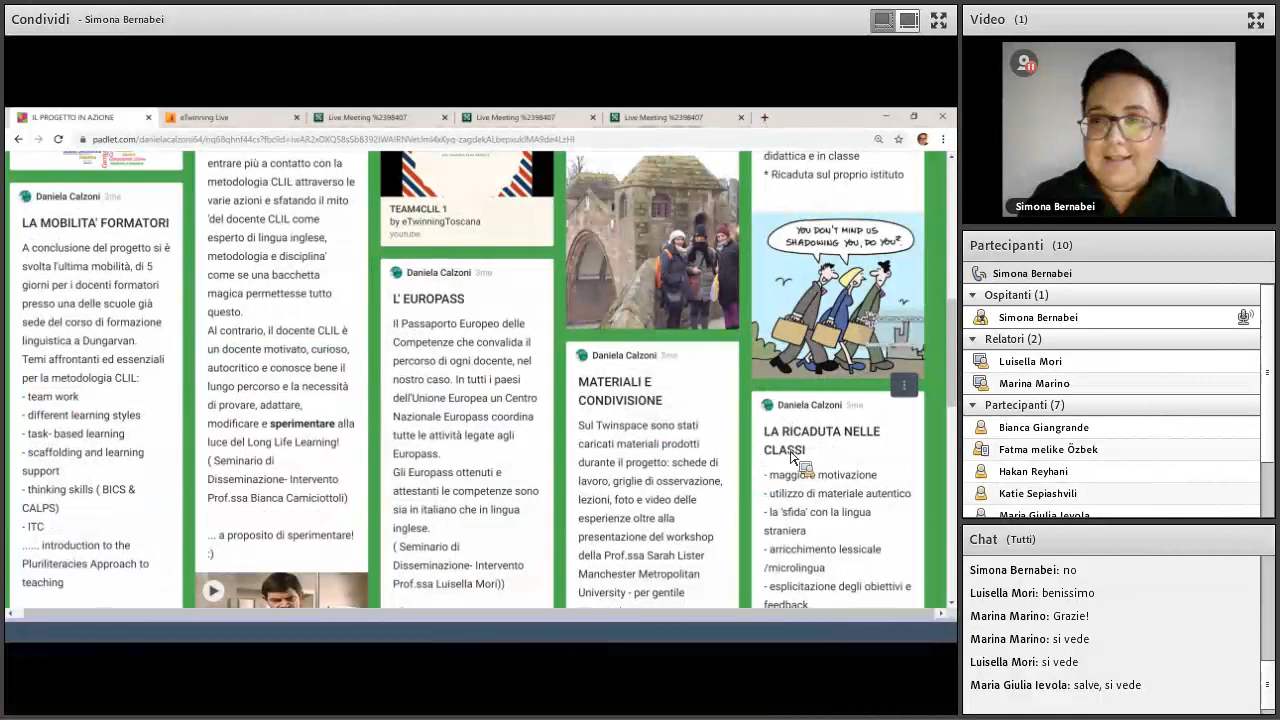 Condividi - Simona Bernabei
IL PROGETTO IN AZIONE
eTwinning Live
Live Meeting %2398407
Live Meeting %2398407
Live Meeting %2398407
Daniela Calzoni 2me
LA MOBILITA' FORMATORI
A conclusione del progetto si è
svolta l'ultima mobilità, di 5
giorni per i docenti formatori
presso una delle scuole già
sede del corso di formazione
linguistica a Dungarvan.
Temi affrontati ed essenziali
per la metodologia CLIL:
- team work
- different learning styles
- task- based learning
- scaffolding and learning
support
- thinking skills ( BICS &
CALPS)
- ITC
...... introduction to the
Pluriliteracies Approach to
teaching
entrare più a contatto con la
metodologia CLIL attraverso le
varie azioni e sfatando il mito
'del docente CLIL come
esperto di lingua inglese,
metodologia e disciplina'
come se una bacchetta
magica permettesse tutto
questo.
Al contrario, il docente CLIL è
un docente motivato, curioso,
autocritico e conosce bene il
lungo percorso e la necessità
di provare, adattare,
modificare e sperimentare alla
luce del Long Life Learning!
( Seminario di
Disseminazione- Intervento
Prof.ssa Bianca Camiciottoli)
... a proposito di sperimentare!
:)
TEAM4CLIL 1
by eTwinningToscana
youtube
Daniela Calzoni 3me
L' EUROPASS
Il Passaporto Europeo delle
Competenze che convalida il
percorso di ogni docente, nel
nostro caso. In tutti i paesi
dell'Unione Europea un Centro
Nazionale Europass coordina
tutte le attività legate agli
Europass.
Gli Europass ottenuti e
attestanti le competenze sono
sia in italiano che in lingua
inglese.
( Seminario di
Disseminazione- Intervento
Prof.ssa Luisella Mori))
Daniela Calzoni 3me
MATERIALI E
CONDIVISIONE
Sul Twinspace sono stati
caricati materiali prodotti
durante il progetto: schede di
lavoro, griglie di osservazione,
lezioni, foto e video delle
esperienze oltre alla
presentazione del workshop
della Prof.ssa Sarah Lister
Manchester Metropolitan
University - per gentile
didattica e in classe
* Ricaduta sul proprio istituto
YOU DON'T MIND US
SHADOWING YOU, DO YOU?
Daniela Calzoni 3me
LA RICADUTA NELLE
CLASSI
- maggiore motivazione
- utilizzo di materiale autentico
- la 'sfida' con la lingua
straniera
- arricchimento lessicale
/microlingua
- esplicitazione degli obiettivi e
feedback
Video (1)
Simona Bernabei
Partecipanti (10)
Simona Bernabei
Ospitanti (1)
Simona Bernabei
Relatori (2)
Luisella Mori
Marina Marino
Partecipanti (7)
Bianca Giangrande
Fatma melike Özbek
Hakan Reyhani
Katie Sepiashvili
Maria Giulia Ievola
Chat (Tutti)
Simona Bernabei: no
Luisella Mori: benissimo
Marina Marino: Grazie!
Marina Marino: si vede
Luisella Mori: si vede
Maria Giulia Ievola: salve, si vede